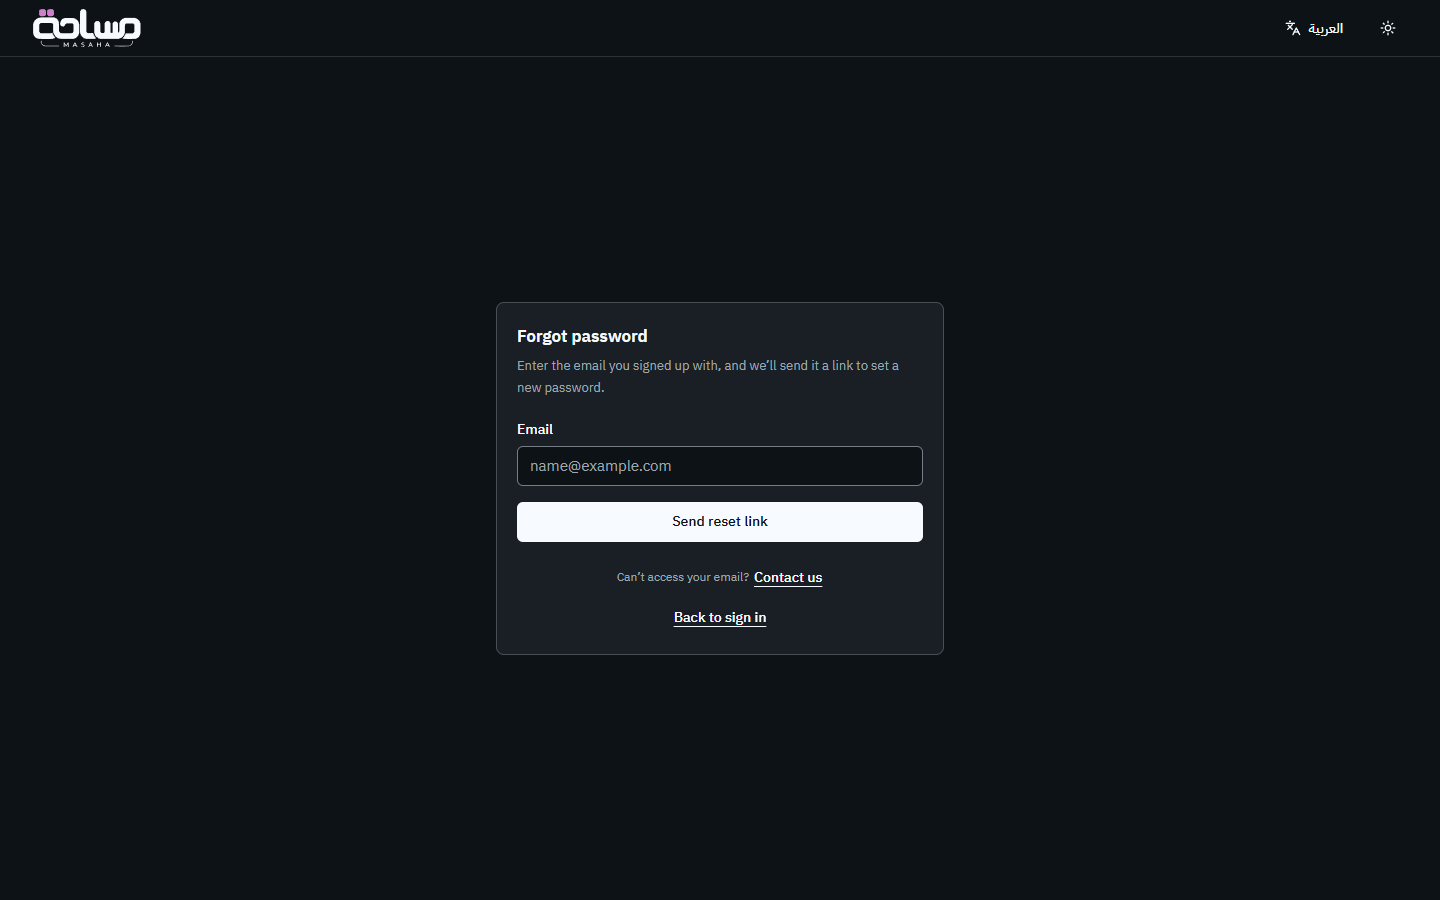 مساحة
MASAHA
العربية
Forgot password
Enter the email you signed up with, and we’ll send it a link to set a
new password.
Email
name@example.com
Send reset link
Can’t access your email? Contact us
Back to sign in